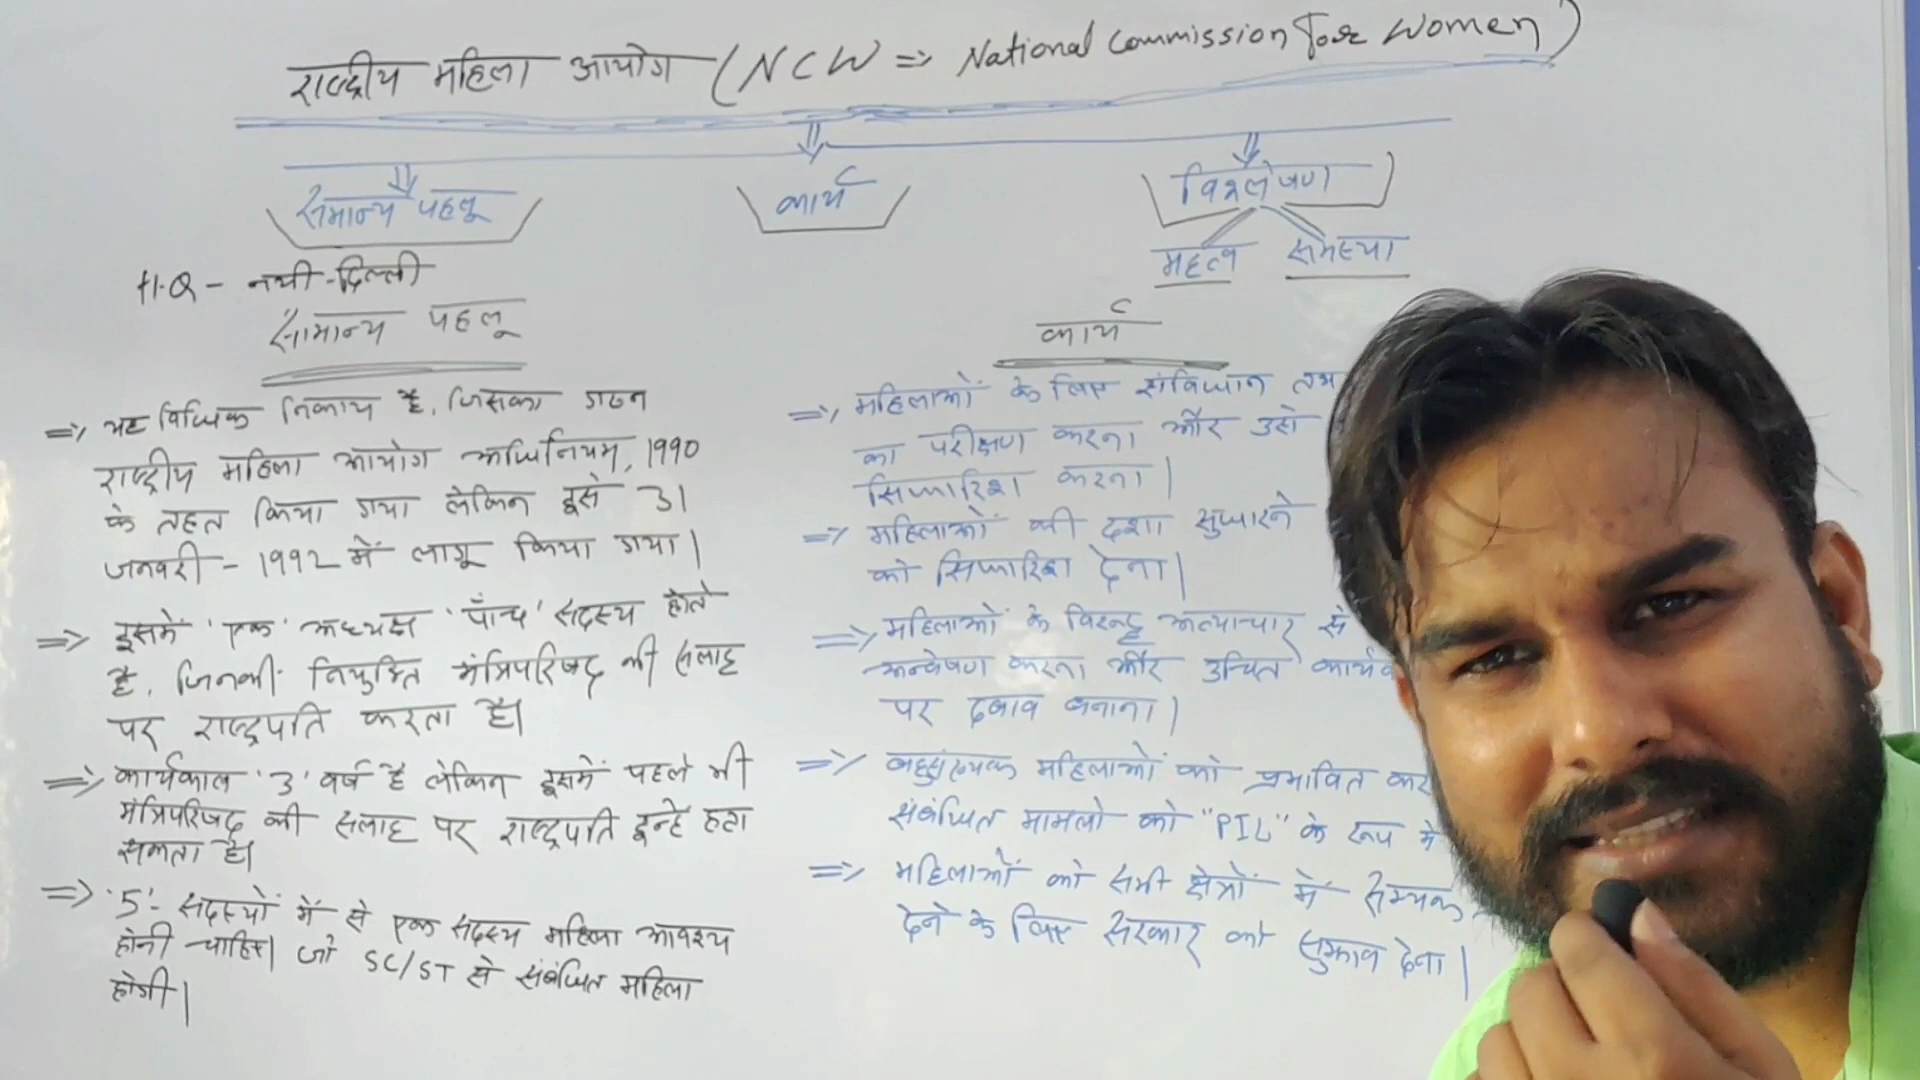 राष्ट्रीय महिला आयोग (NCW => National Commission For Women)
सामान्य पहलू
कार्य
विश्लेषण
महत्व समस्या
H.Q - नयी-दिल्ली
सामान्य पहलू
=> यह विधिक निकाय है, जिसका गठन
राष्ट्रीय महिला आयोग अधिनियम, 1990
के तहत किया गया लेकिन इसे 31
जनवरी - 1992 में लागू किया गया।
=> इसमें 'एक' अध्यक्ष 'पाँच' सदस्य होते
है, जिनकी नियुक्ति मंत्रिपरिषद की सलाह
पर राष्ट्रपति करता है।
=> कार्यकाल '3' वर्ष है लेकिन इसमें पहले भी
मंत्रिपरिषद की सलाह पर राष्ट्रपति इन्हे हटा
सकता है।
=> '5'- सदस्यों में से एक सदस्य महिला आवश्य
होनी चाहिए। जो SC/ST से संबंधित महिला
होगी।
कार्य
=> महिलाओं के लिए संविधान
का परीक्षण करना और उसे
सिफारिश करना।
=> महिलाओं की दशा सुधारने
को सिफारिश देना।
=> महिलाओं के विरुद्ध अत्याचार से
अन्वेषण करना और उचित
पर दबाव बनाना।
=> बहुसंख्यक महिलाओं को प्रभावित कर
संबंधित मामलो को "PIL" के रूप मे
=> महिलाओं को सभी क्षेत्रों में सम्यक
देने के लिए सरकार को सुझाव देना।